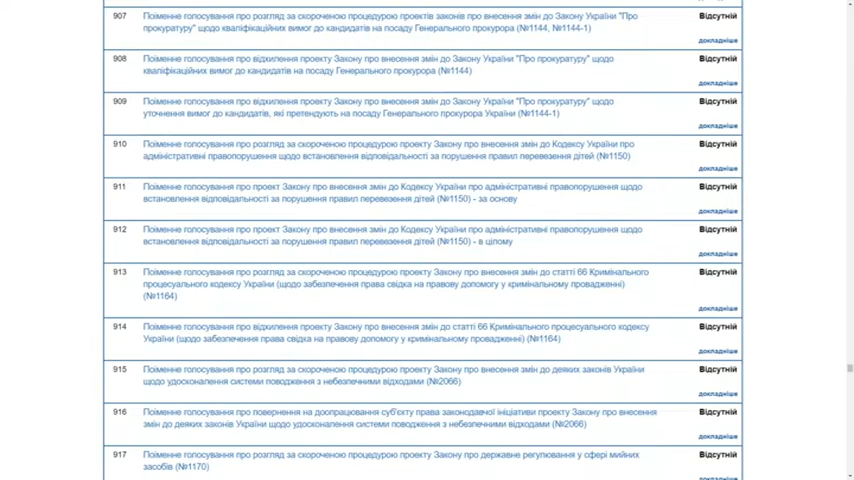 907 Поіменне голосування про розгляд за скороченою процедурою проектів законів про внесення змін до Закону України "Про Відсутній
прокуратуру" щодо кваліфікаційних вимог до кандидатів на посаду Генерального прокурора (№1144, №1144-1)
докладніше
908 Поіменне голосування про відхилення проекту Закону про внесення змін до Закону України "Про прокуратуру" щодо Відсутній
кваліфікаційних вимог до кандидатів на посаду Генерального прокурора (№1144)
докладніше
909 Поіменне голосування про відхилення проекту Закону про внесення змін до Закону України "Про прокуратуру" щодо Відсутній
уточнення вимог до кандидатів, які претендують на посаду Генерального прокурора України (№1144-1)
докладніше
910 Поіменне голосування про розгляд за скороченою процедурою проекту Закону про внесення змін до Кодексу України про Відсутній
адміністративні правопорушення щодо встановлення відповідальності за порушення правил перевезення дітей (№1150)
докладніше
911 Поіменне голосування про проект Закону про внесення змін до Кодексу України про адміністративні правопорушення щодо Відсутній
встановлення відповідальності за порушення правил перевезення дітей (№1150) - за основу
докладніше
912 Поіменне голосування про проект Закону про внесення змін до Кодексу України про адміністративні правопорушення щодо Відсутній
встановлення відповідальності за порушення правил перевезення дітей (№1150) - в цілому
докладніше
913 Поіменне голосування про розгляд за скороченою процедурою проекту Закону про внесення змін до статті 66 Кримінального Відсутній
процесуального кодексу України (щодо забезпечення права свідка на правову допомогу у кримінальному провадженні)
(№1164)
докладніше
914 Поіменне голосування про відхилення проекту Закону про внесення змін до статті 66 Кримінального процесуального кодексу Відсутній
України (щодо забезпечення права свідка на правову допомогу у кримінальному провадженні) (№1164)
докладніше
915 Поіменне голосування про розгляд за скороченою процедурою проекту Закону про внесення змін до деяких законів України Відсутній
щодо удосконалення системи поводження з небезпечними відходами (№2066)
докладніше
916 Поіменне голосування про повернення на доопрацювання суб'єкту права законодавчої ініціативи проекту Закону про внесення Відсутній
змін до деяких законів України щодо удосконалення системи поводження з небезпечними відходами (№2066)
докладніше
917 Поіменне голосування про розгляд за скороченою процедурою проекту Закону про державне регулювання у сфері мийних Відсутній
засобів (№1170)
докладніше